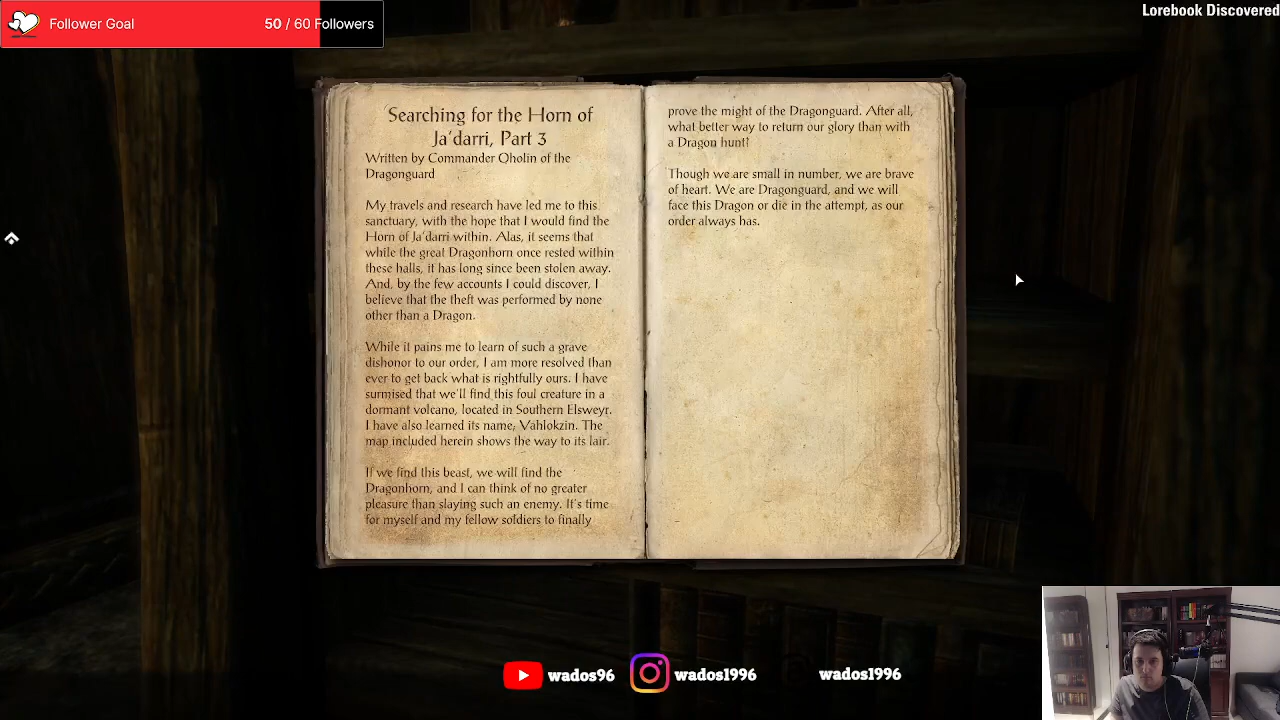 Follower Goal
50 / 60 Followers
Lorebook Discovered
Searching for the Horn of
Ja'darri, Part 3
Written by Commander Qholin of the
Dragonguard
My travels and research have led me to this
sanctuary, with the hope that I would find the
Horn of Ja'darri within. Alas, it seems that
while the great Dragonhorn once rested within
these halls, it has long since been stolen away.
And, by the few accounts I could discover, I
believe that the theft was performed by none
other than a Dragon.
While it pains me to learn of such a grave
dishonor to our order, I am more resolved than
ever to get back what is rightfully ours. I have
surmised that we'll find this foul creature in a
dormant volcano, located in Southern Elsweyr.
I have also learned its name; Vahlokzin. The
map included herein shows the way to its lair.
If we find this beast, we will find the
Dragonhorn, and I can think of no greater
pleasure than slaying such an enemy. It's time
for myself and my fellow soldiers to finally
prove the might of the Dragonguard. After all,
what better way to return our glory than with
a Dragon hunt?
Though we are small in number, we are brave
of heart. We are Dragonguard, and we will
face this Dragon or die in the attempt, as our
order always has.
wados96
wados1996
wados1996